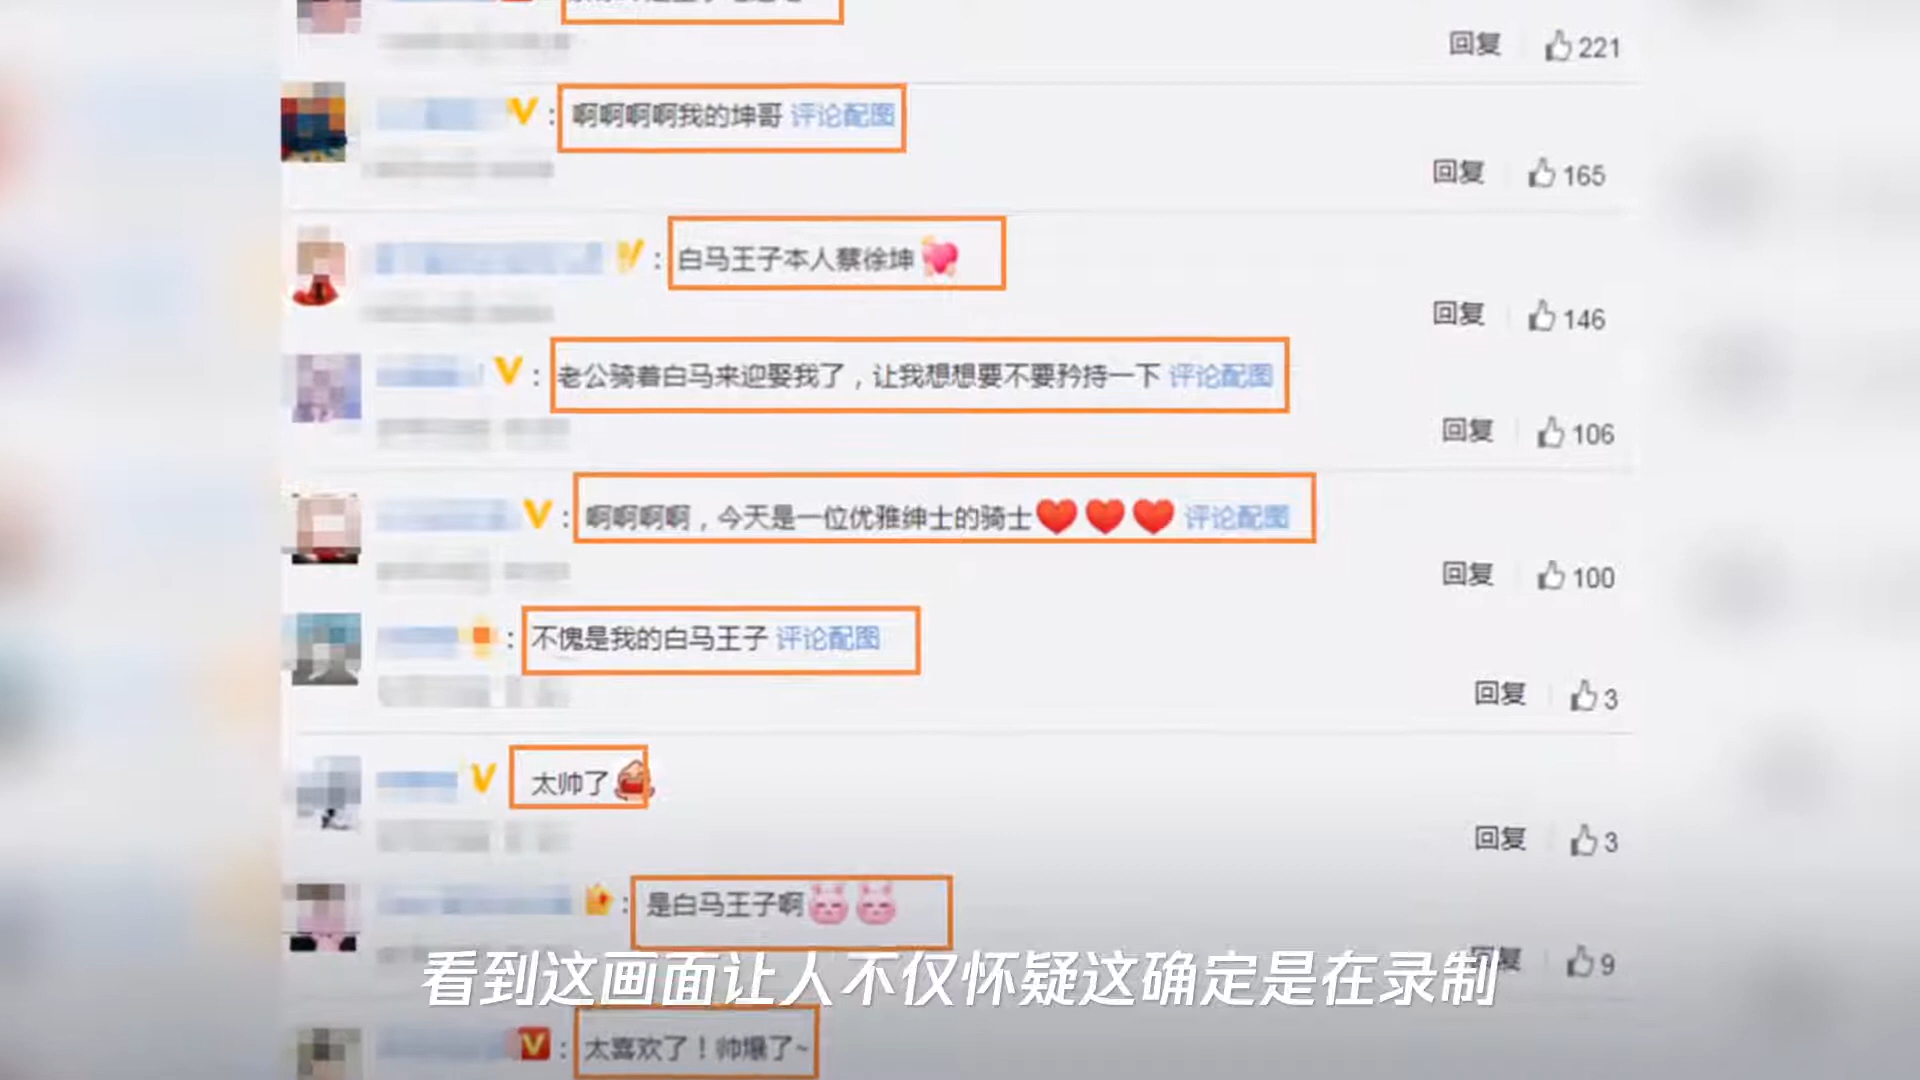 回复 221
啊啊啊啊我的坤哥 评论配图
回复 165
白马王子本人蔡徐坤
回复 146
老公骑着白马来迎娶我了，让我想想要不要矜持一下 评论配图
回复 106
啊啊啊啊，今天是一位优雅绅士的骑士 评论配图
回复 100
不愧是我的白马王子 评论配图
回复 3
太帅了
回复 3
是白马王子啊
回复 9
看到这画面让人不仅怀疑这确定是在录制
太喜欢了！帅爆了~